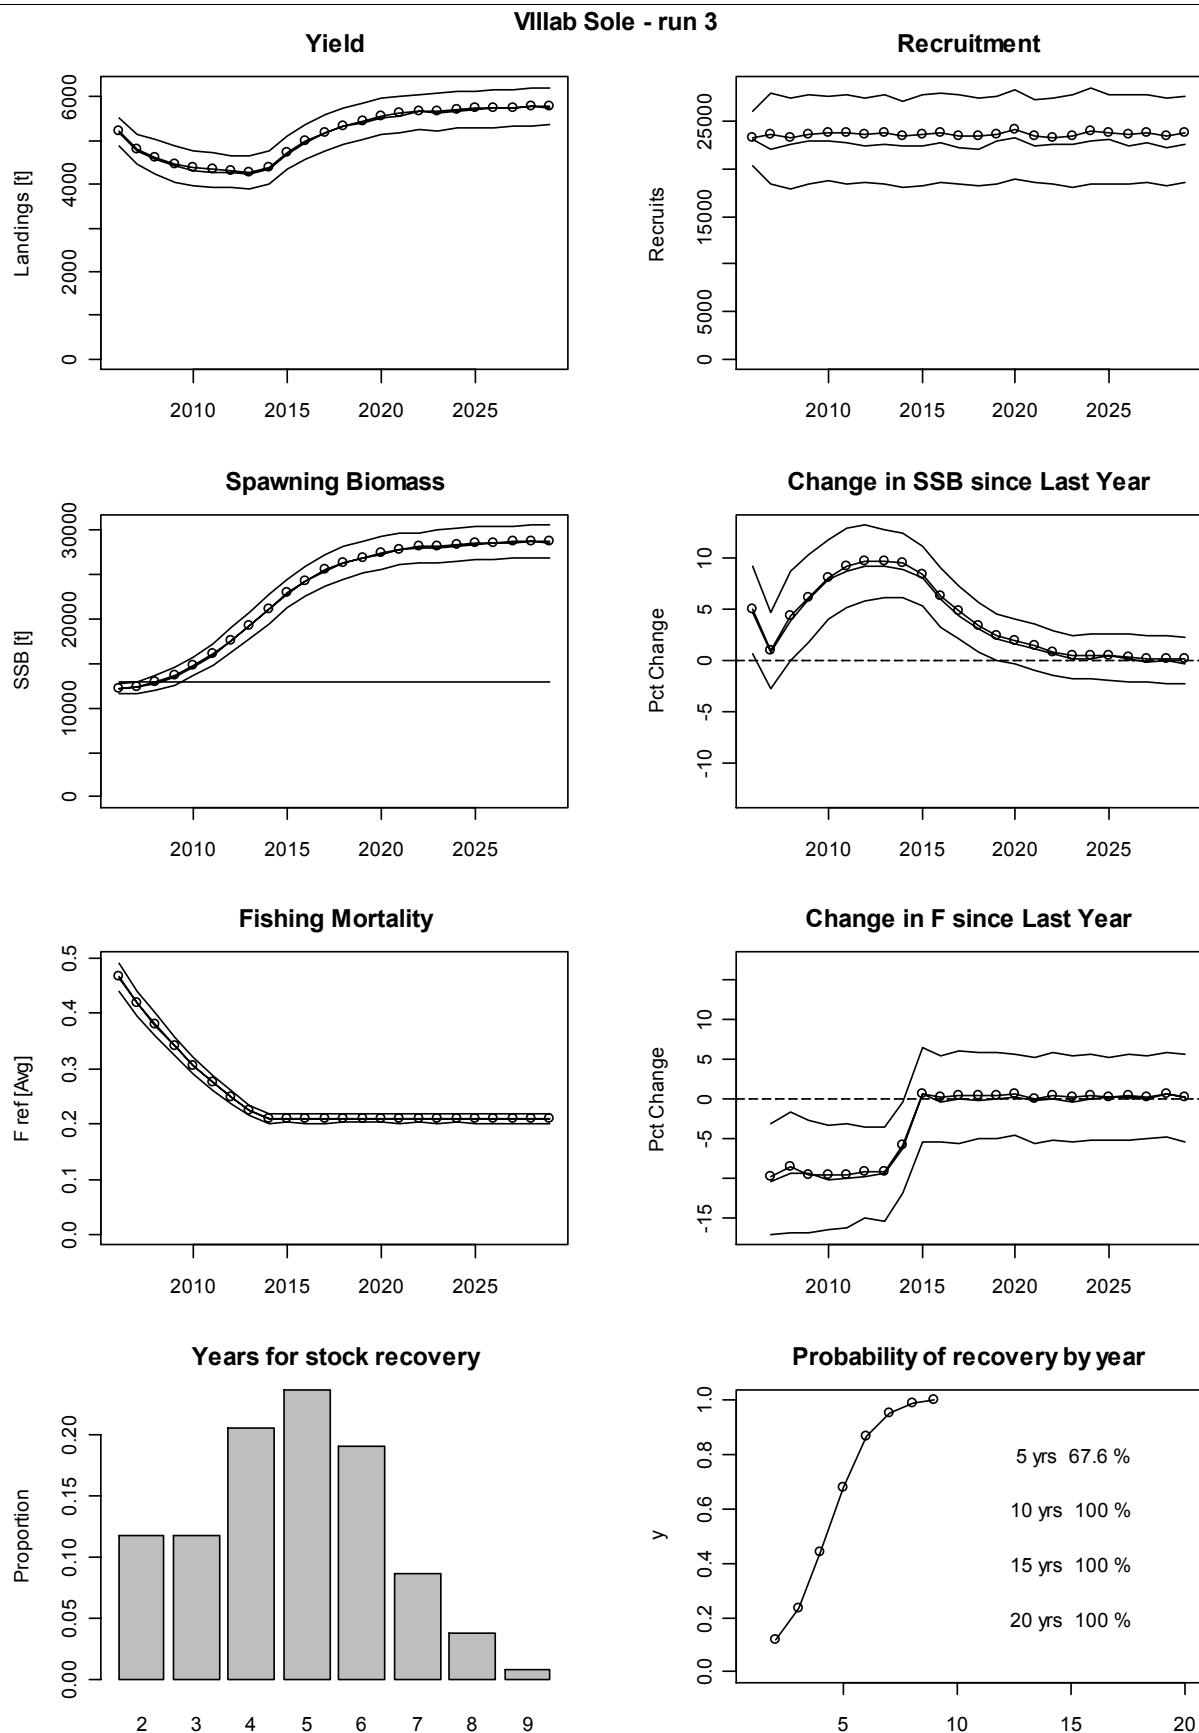 VIIIab Sole - run 3
Yield
Landings [t]
0 2000 4000 6000
2010 2015 2020 2025
Recruitment
Recruits
0 5000 15000 25000
2010 2015 2020 2025
Spawning Biomass
SSB [t]
0 10000 20000 30000
2010 2015 2020 2025
Change in SSB since Last Year
Pct Change
-10 -5 0 5 10
2010 2015 2020 2025
Fishing Mortality
F ref [Avg]
0.0 0.1 0.2 0.3 0.4 0.5
2010 2015 2020 2025
Change in F since Last Year
Pct Change
-15 -5 0 5 10
2010 2015 2020 2025
Years for stock recovery
Proportion
0.00 0.05 0.10 0.15 0.20
2 3 4 5 6 7 8 9
Probability of recovery by year
y
0.0 0.2 0.4 0.6 0.8 1.0
5 yrs 67.6 %
10 yrs 100 %
15 yrs 100 %
20 yrs 100 %
5 10 15 20